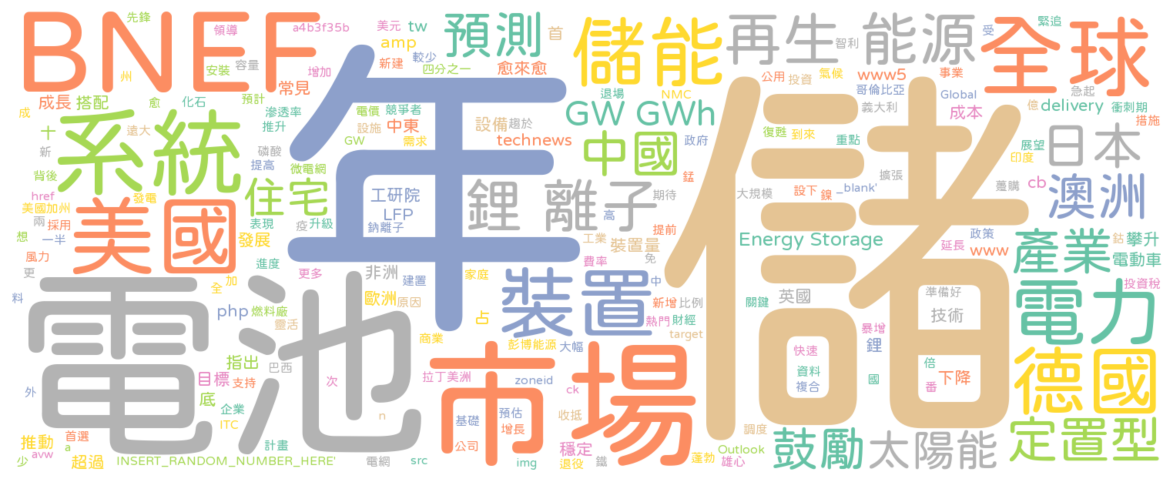 BNEF
先鋒
領導
a4b3f35b
美元
tw
amp
預測
首
儲能
再生 能源
智利
全球
緊追
受
安裝
容量
新建
較少
四分之一
愈來愈
公用
投資
氣候
www5
事業
急起
哥倫比亞
Global
億
delivery
衝刺期
措施
州
增加
常見
成長
搭配
愈
化石
預計
滲透率
推升
電價
競爭者
設施
中東
GW
需求
設備
趨於
technews
退場
NMC
GW GWh
義大利
成本
成
十
新
遠大
系統
年
儲
中國
政府
復甦
到來
重點
展望
印度
日本
背後
href
美國加州
發電
磷酸
提高
微電網
住宅
工研院
LFP
鈉離子
鋰 離子
錳
期待
高
大規模
設下
鎳
_blank'
擴張
躉購
cb
澳洲
兩
想
採用
一半
風力
美國
表現
疫
升級
發展
進度
更
更多
非洲
建置
家庭
工業
裝置量
免
提前
費率
中
Energy Storage
政策
延長
www
鈷
攀升
產業
電動車
料
電池
全
加
php
燃料廠
靈活
歐洲
原因
占
裝置
新增
比例
熱門
財經
target
關鍵
英國
準備好
技術
電力
投資稅
商業
彭博能源
大幅
暴增
鋰
指出
巴西
目標
支持
底
次
拉丁美洲
zoneid
市場
快速
資料
複合
國
倍
番
下降
德國
外
企業
ITC
n
ck
基礎
預估
增長
收抵
推動
首選
少
a
avw
超過
計畫
INSERT_RANDOM_NUMBER_HERE'
電網
src
公司
img
穩定
退役
鐵
蓬勃
調度
Outlook
雄心
鼓勵
太陽能
定置型